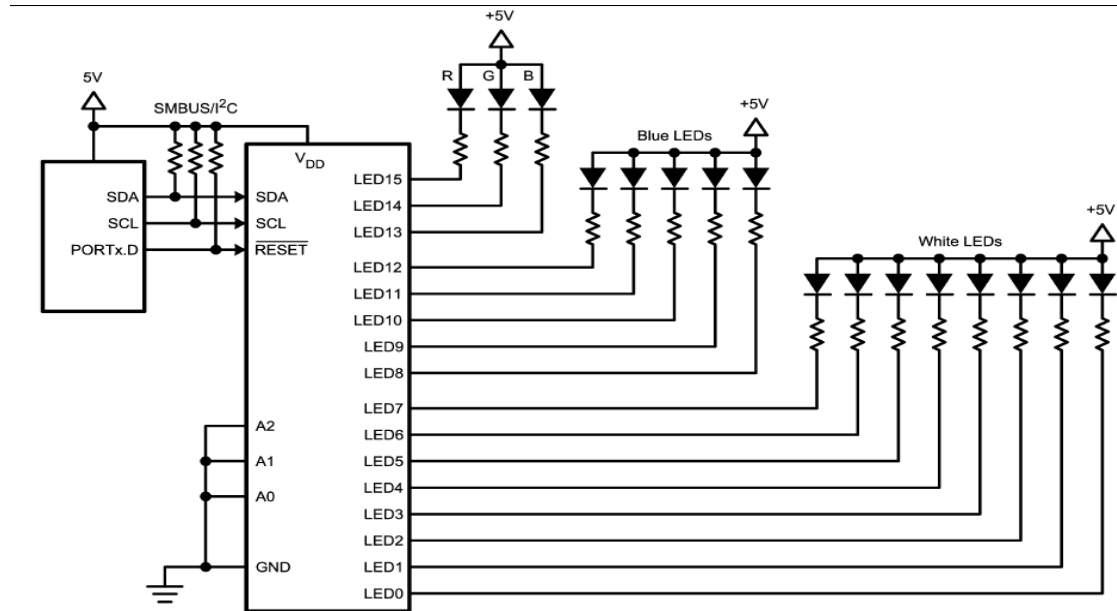 +5V
R G B
5V
SMBUS/I²C
+5V
Blue LEDs
VDD
LED15
SDA SDA
LED14
+5V
SCL SCL
LED13
White LEDs
PORTx.D RESET
LED12
LED11
LED10
LED9
LED8
LED7
A2
LED6
A1
LED5
LED4
A0
LED3
LED2
GND
LED1
LED0